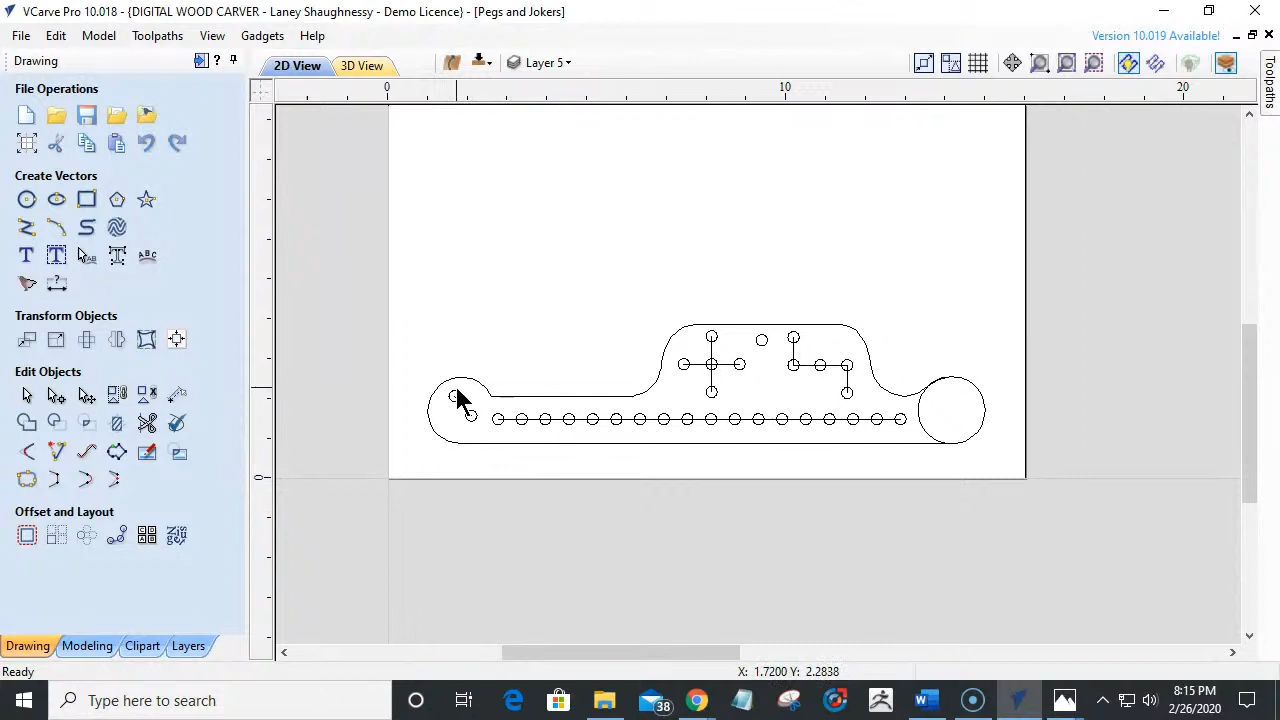 VCarve Pro 10.018 - {DIGITAL WOOD CARVER - Laney Shaughnessy - Demo Licence} - [Pegs and Jokers]
File Edit Model Toolpaths View Gadgets Help
Version 10.019 Available!
Drawing
2D View 3D View
Layer 5
Toolpaths
File Operations
0 10 20
Create Vectors
Transform Objects
Edit Objects
0
Offset and Layout
Drawing Modeling Clipart Layers
Ready
X: 1.7200 Y: 2.2838
Type here to search
38
8:15 PM
2/26/2020